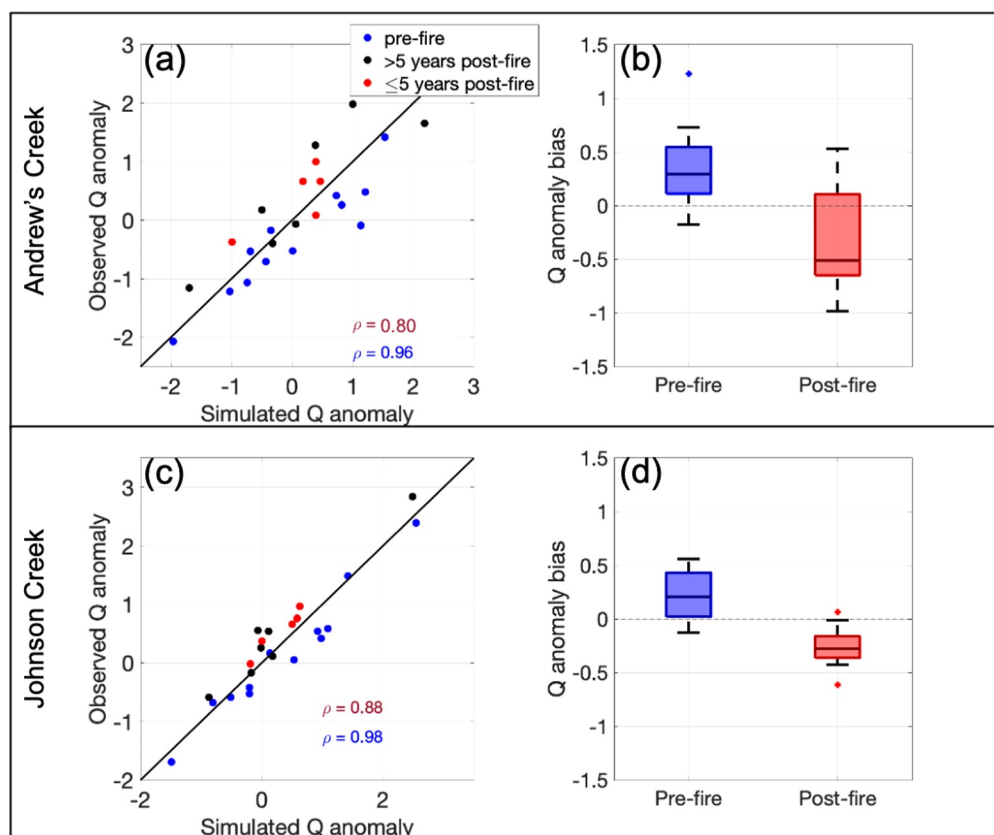 Andrew's Creek
(a)
pre-fire
>5 years post-fire
≤5 years post-fire
Observed Q anomaly
3
2
1
0
-1
-2
ρ = 0.80
ρ = 0.96
-2 -1 0 1 2 3
Simulated Q anomaly
(b)
Q anomaly bias
1.5
1
0.5
0
-0.5
-1
-1.5
Pre-fire Post-fire
Johnson Creek
(c)
Observed Q anomaly
3
2
1
0
-1
-2
ρ = 0.88
ρ = 0.98
-2 0 2
Simulated Q anomaly
(d)
Q anomaly bias
1.5
1
0.5
0
-0.5
-1
-1.5
Pre-fire Post-fire